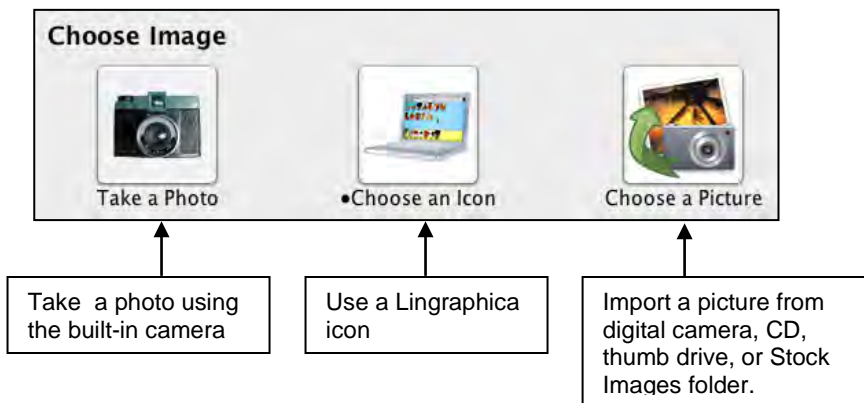 Choose Image
Take a Photo
•Choose an Icon
Choose a Picture
Take  a photo using
the built-in camera
Use a Lingraphica
icon
Import a picture from
digital camera, CD,
thumb drive, or Stock
Images folder.